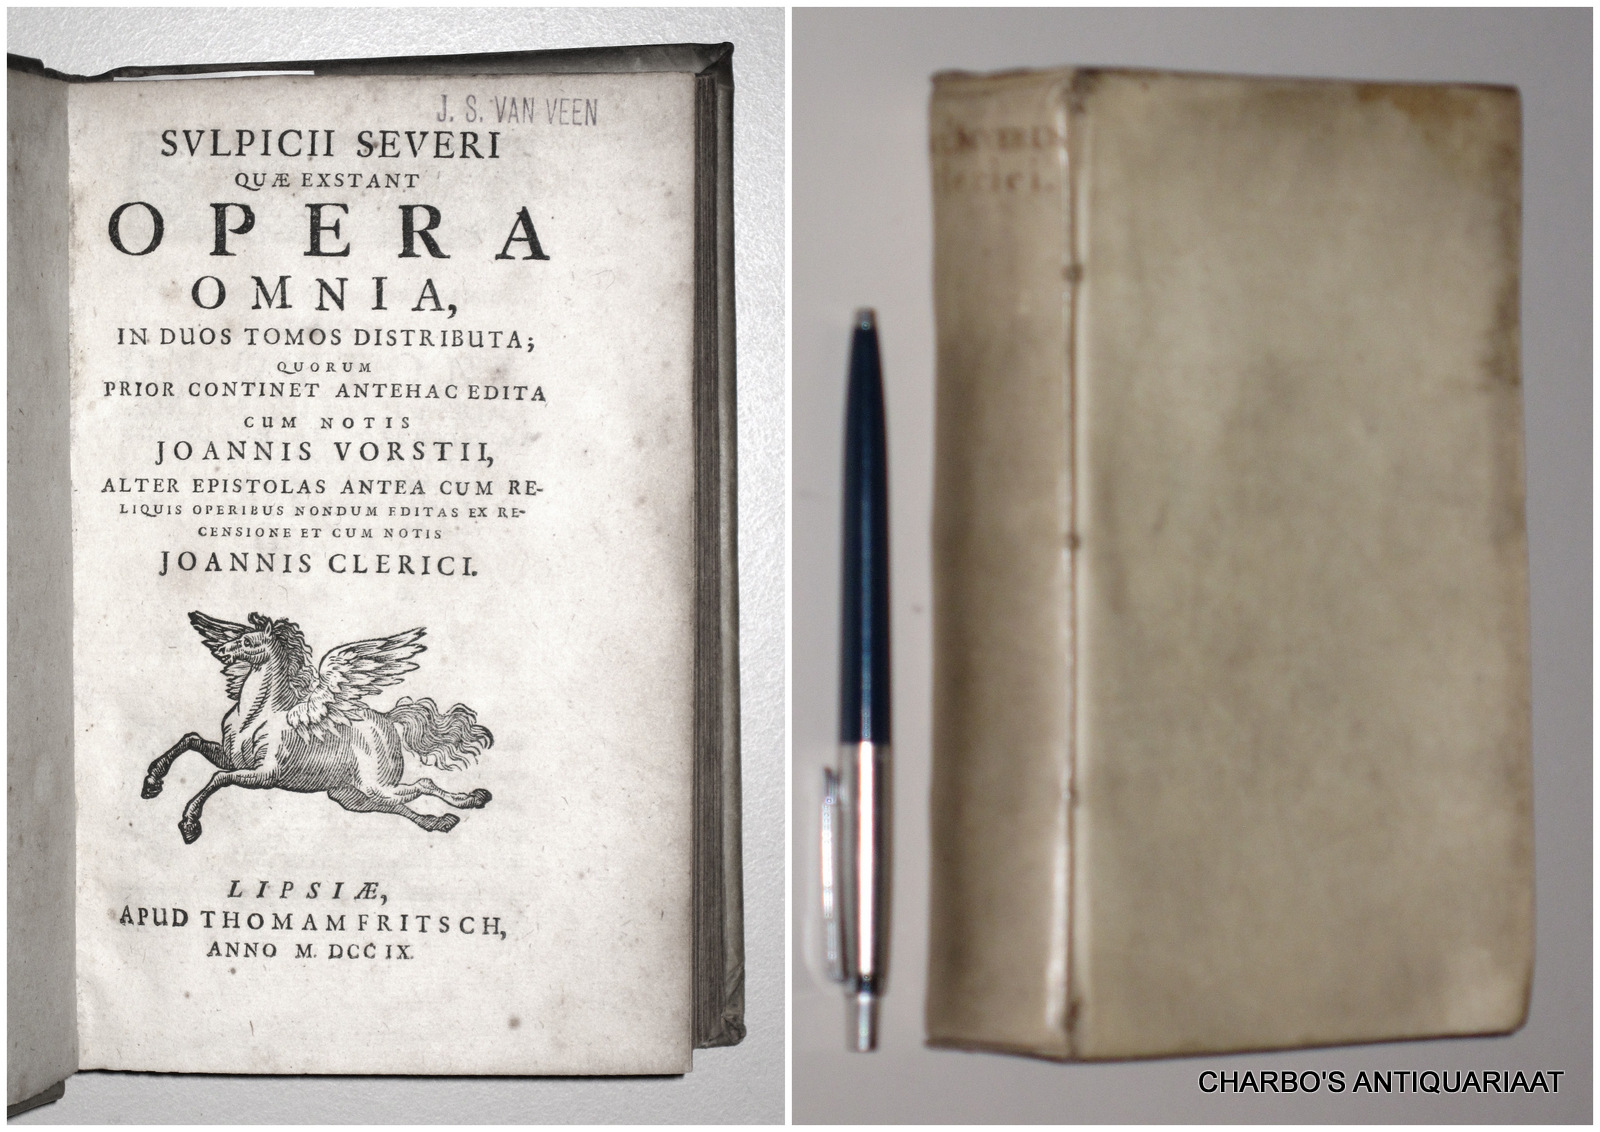 J. S. VAN VEEN
SVLPICII SEVERI
QUÆ EXSTANT
OPERA
OMNIA,
IN DUOS TOMOS DISTRIBUTA;
QUORUM
PRIOR CONTINET ANTEHAC EDITA
CUM NOTIS
JOANNIS VORSTII,
ALTER EPISTOLAS ANTEA CUM RE-
LIQUIS OPERIBUS NONDUM EDITAS EX RE-
CENSIONE ET CUM NOTIS
JOANNIS CLERICI.
LIPSIÆ,
APUD THOMAM FRITSCH,
ANNO M. DCC IX.
CHARBO'S ANTIQUARIAAT